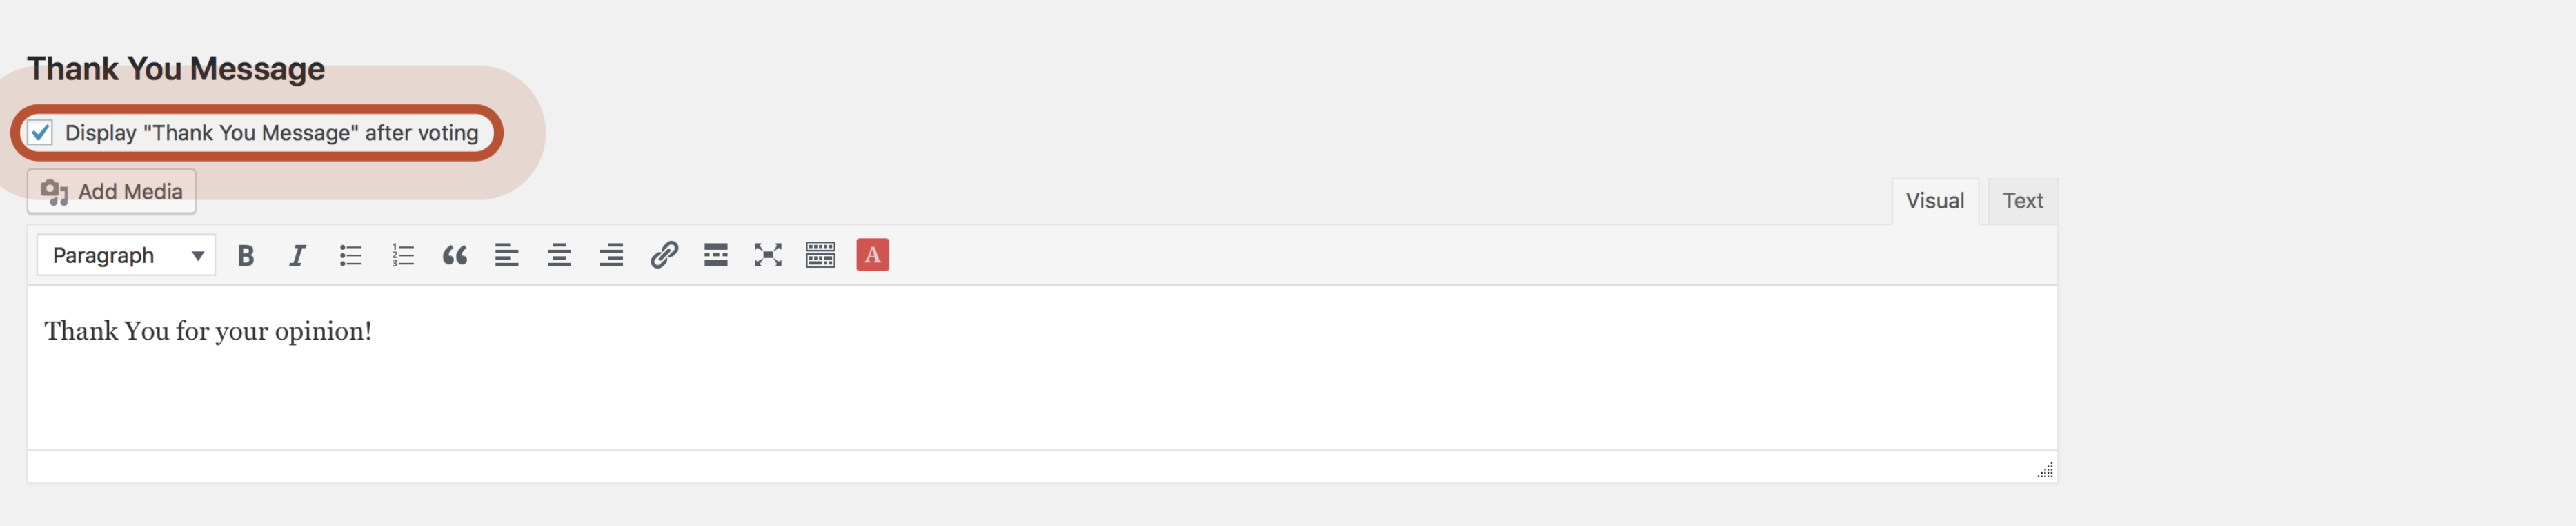 Thank You Message
Display "Thank You Message" after voting
Add Media
Visual Text
Paragraph B I A
Thank You for your opinion!